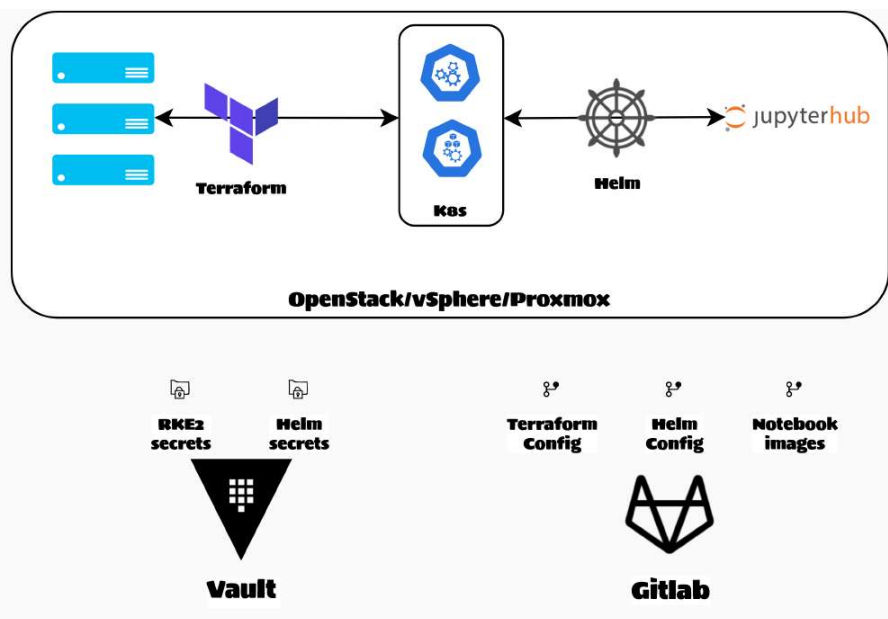 jupyterhub
Terraform
Helm
K8s
OpenStack/vSphere/Proxmox
RKE2
secrets
Helm
secrets
Terraform
Config
Helm
Config
Notebook
images
Vault
Gitlab